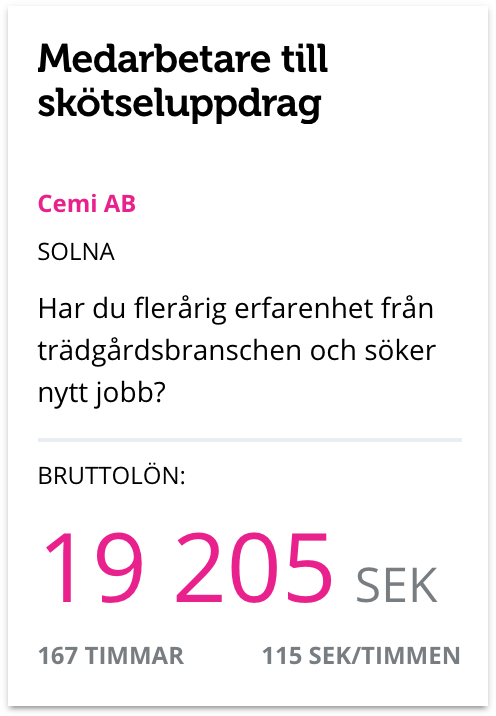 Medarbetare till
skötseluppdrag
Cemi AB
SOLNA
Har du flerårig erfarenhet från
trädgårdsbranschen och söker
nytt jobb?
BRUTTOLÖN:
19 205 SEK
167 TIMMAR 115 SEK/TIMMEN